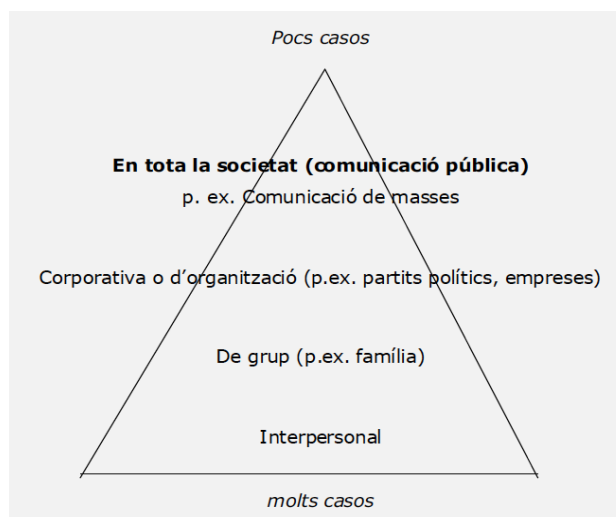 Pocs casos
En tota la societat (comunicació pública)
p. ex. Comunicació de masses
Corporativa o d'organització (p.ex. partits polítics, empreses)
De grup (p.ex. família)
Interpersonal
molts casos